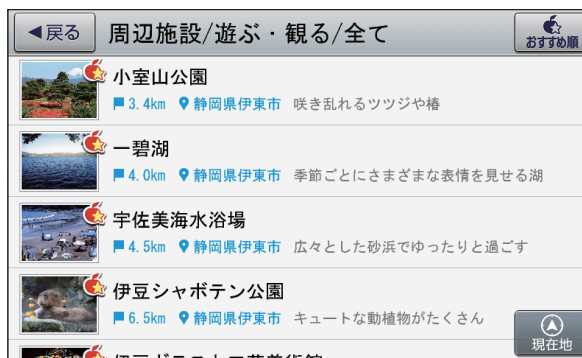 ◀戻る
周辺施設/遊ぶ・観る/全て
おすすめ順
小室山公園
3.4km 静岡県伊東市 咲き乱れるツツジや椿
一碧湖
4.0km 静岡県伊東市 季節ごとにさまざまな表情を見せる湖
宇佐美海水浴場
4.5km 静岡県伊東市 広々とした砂浜でゆったりと過ごす
伊豆シャボテン公園
6.5km 静岡県伊東市 キュートな動植物がたくさん
現在地